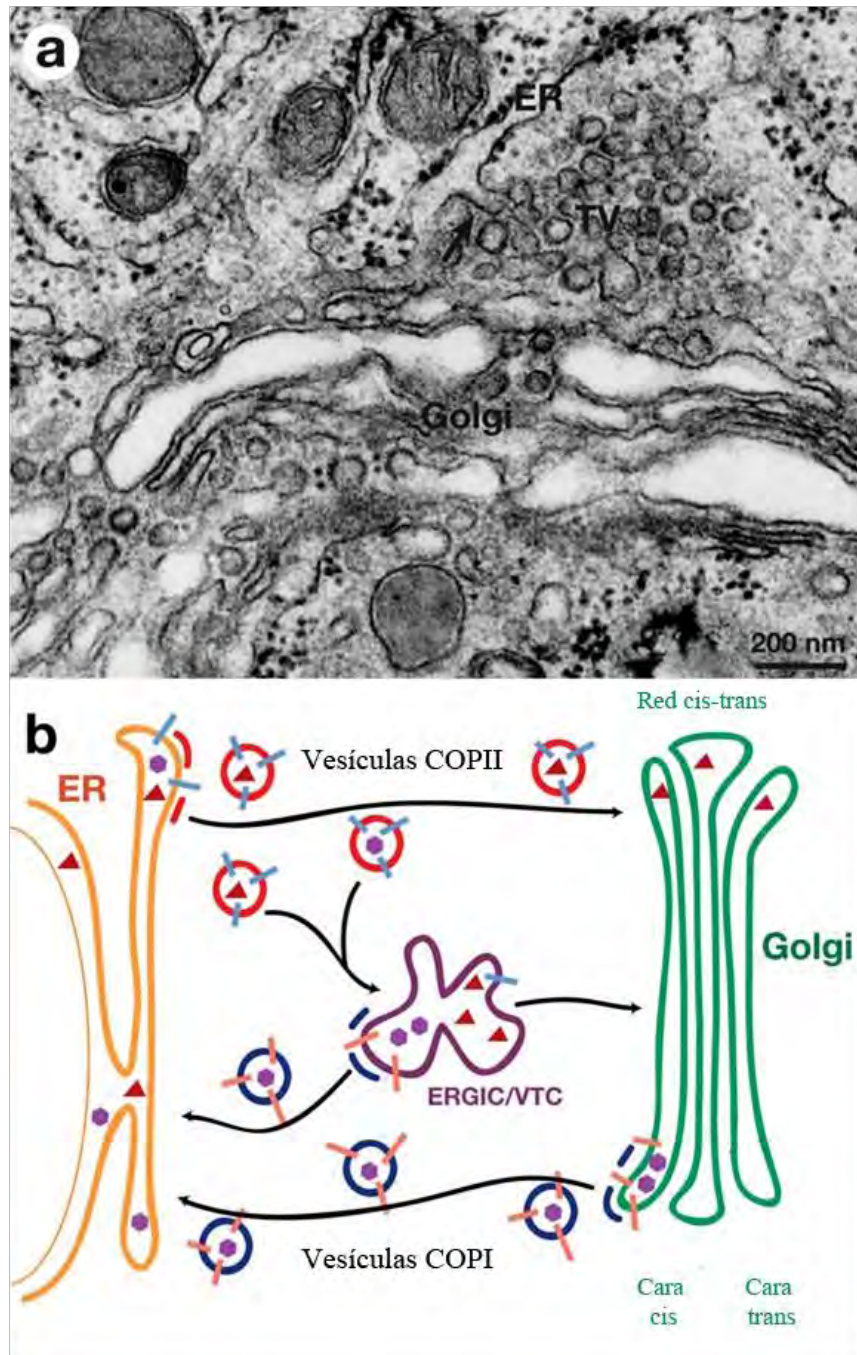 a
ER
TV
Golgi
200 nm
Red cis-trans
b
ER
Vesículas COPII
Golgi
ERGIC/VTC
Vesículas COPI
Cara
cis
Cara
trans